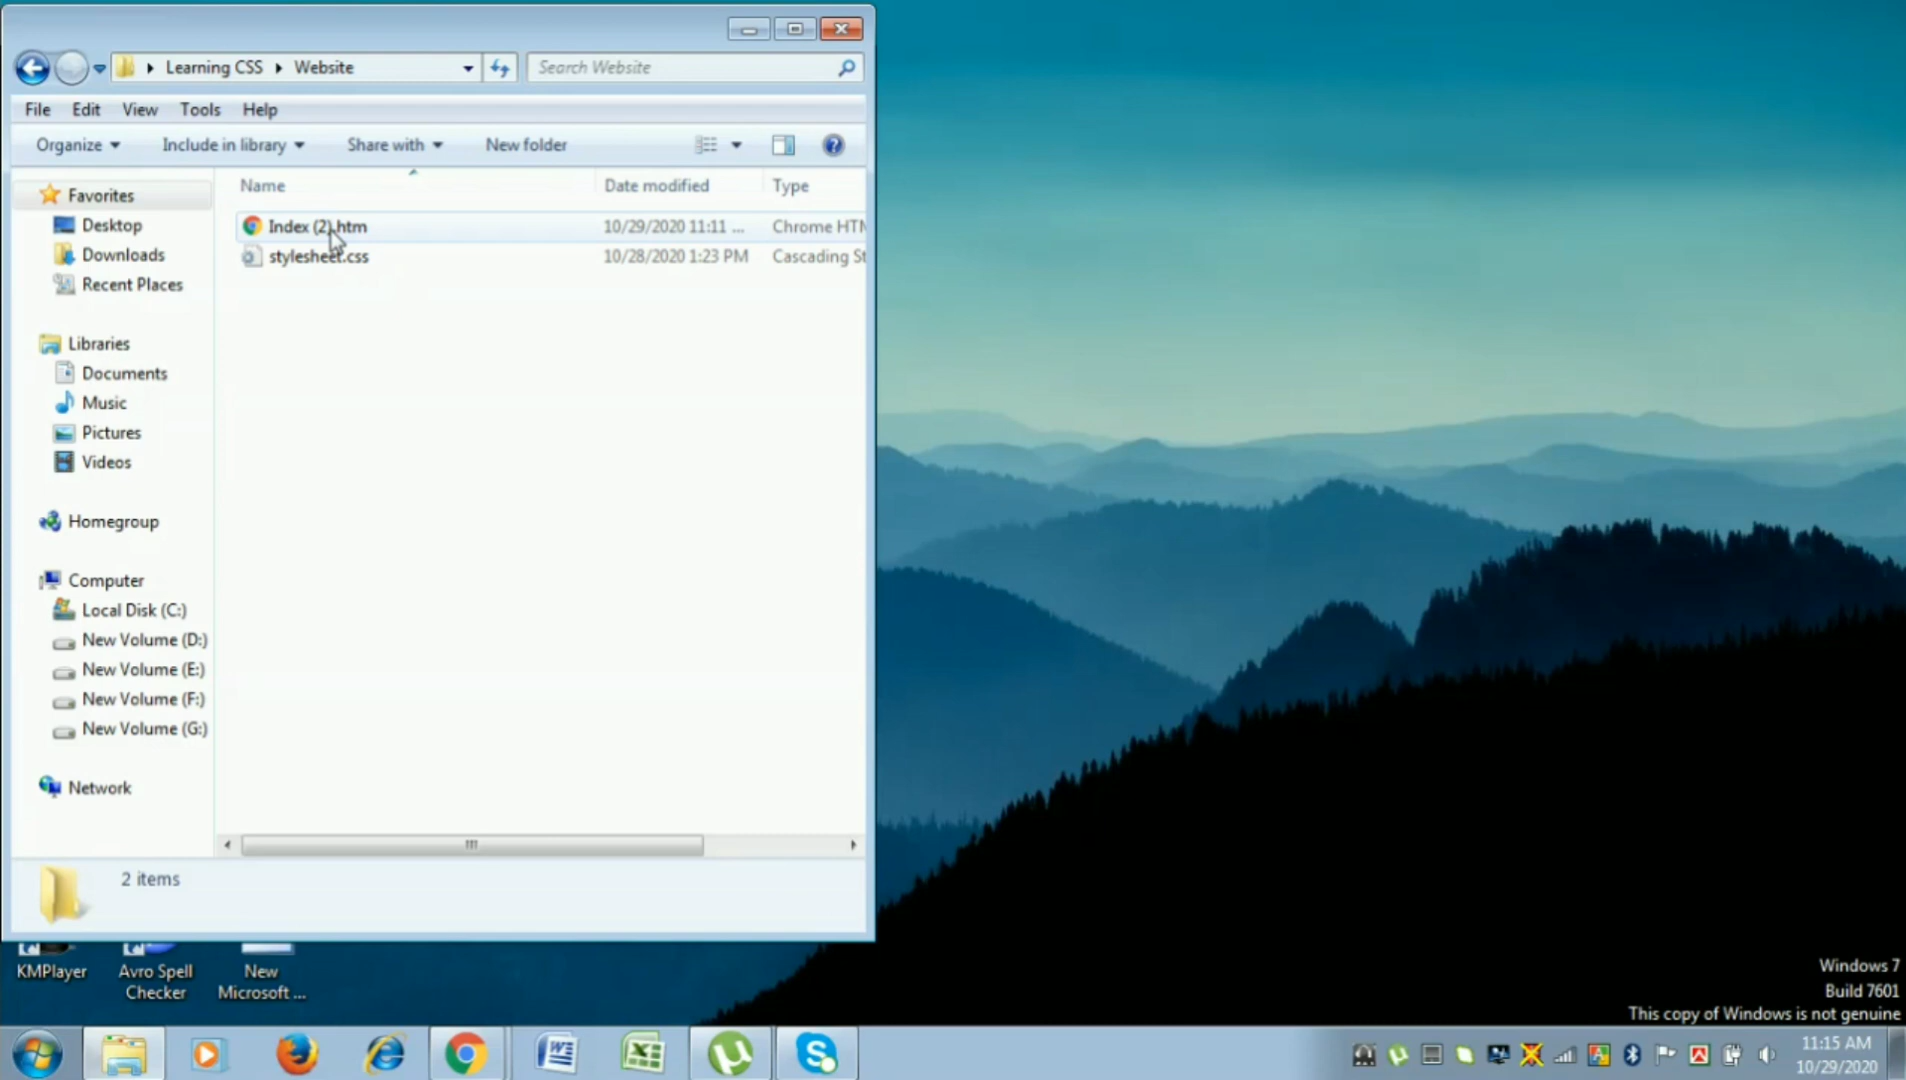 Learning CSS Website
Search Website
File Edit View Tools Help
Organize Include in library Share with New folder
Name Date modified Type
Favorites
Desktop
Downloads
Recent Places
Libraries
Documents
Music
Pictures
Videos
Homegroup
Computer
Local Disk (C:)
New Volume (D:)
New Volume (E:)
New Volume (F:)
New Volume (G:)
Network
Index (2).htm 10/29/2020 11:11 ... Chrome HTM
stylesheet.css 10/28/2020 1:23 PM Cascading St
2 items
KMPlayer
Avro Spell
Checker
New
Microsoft ...
Windows 7
Build 7601
This copy of Windows is not genuine
11:15 AM
10/29/2020